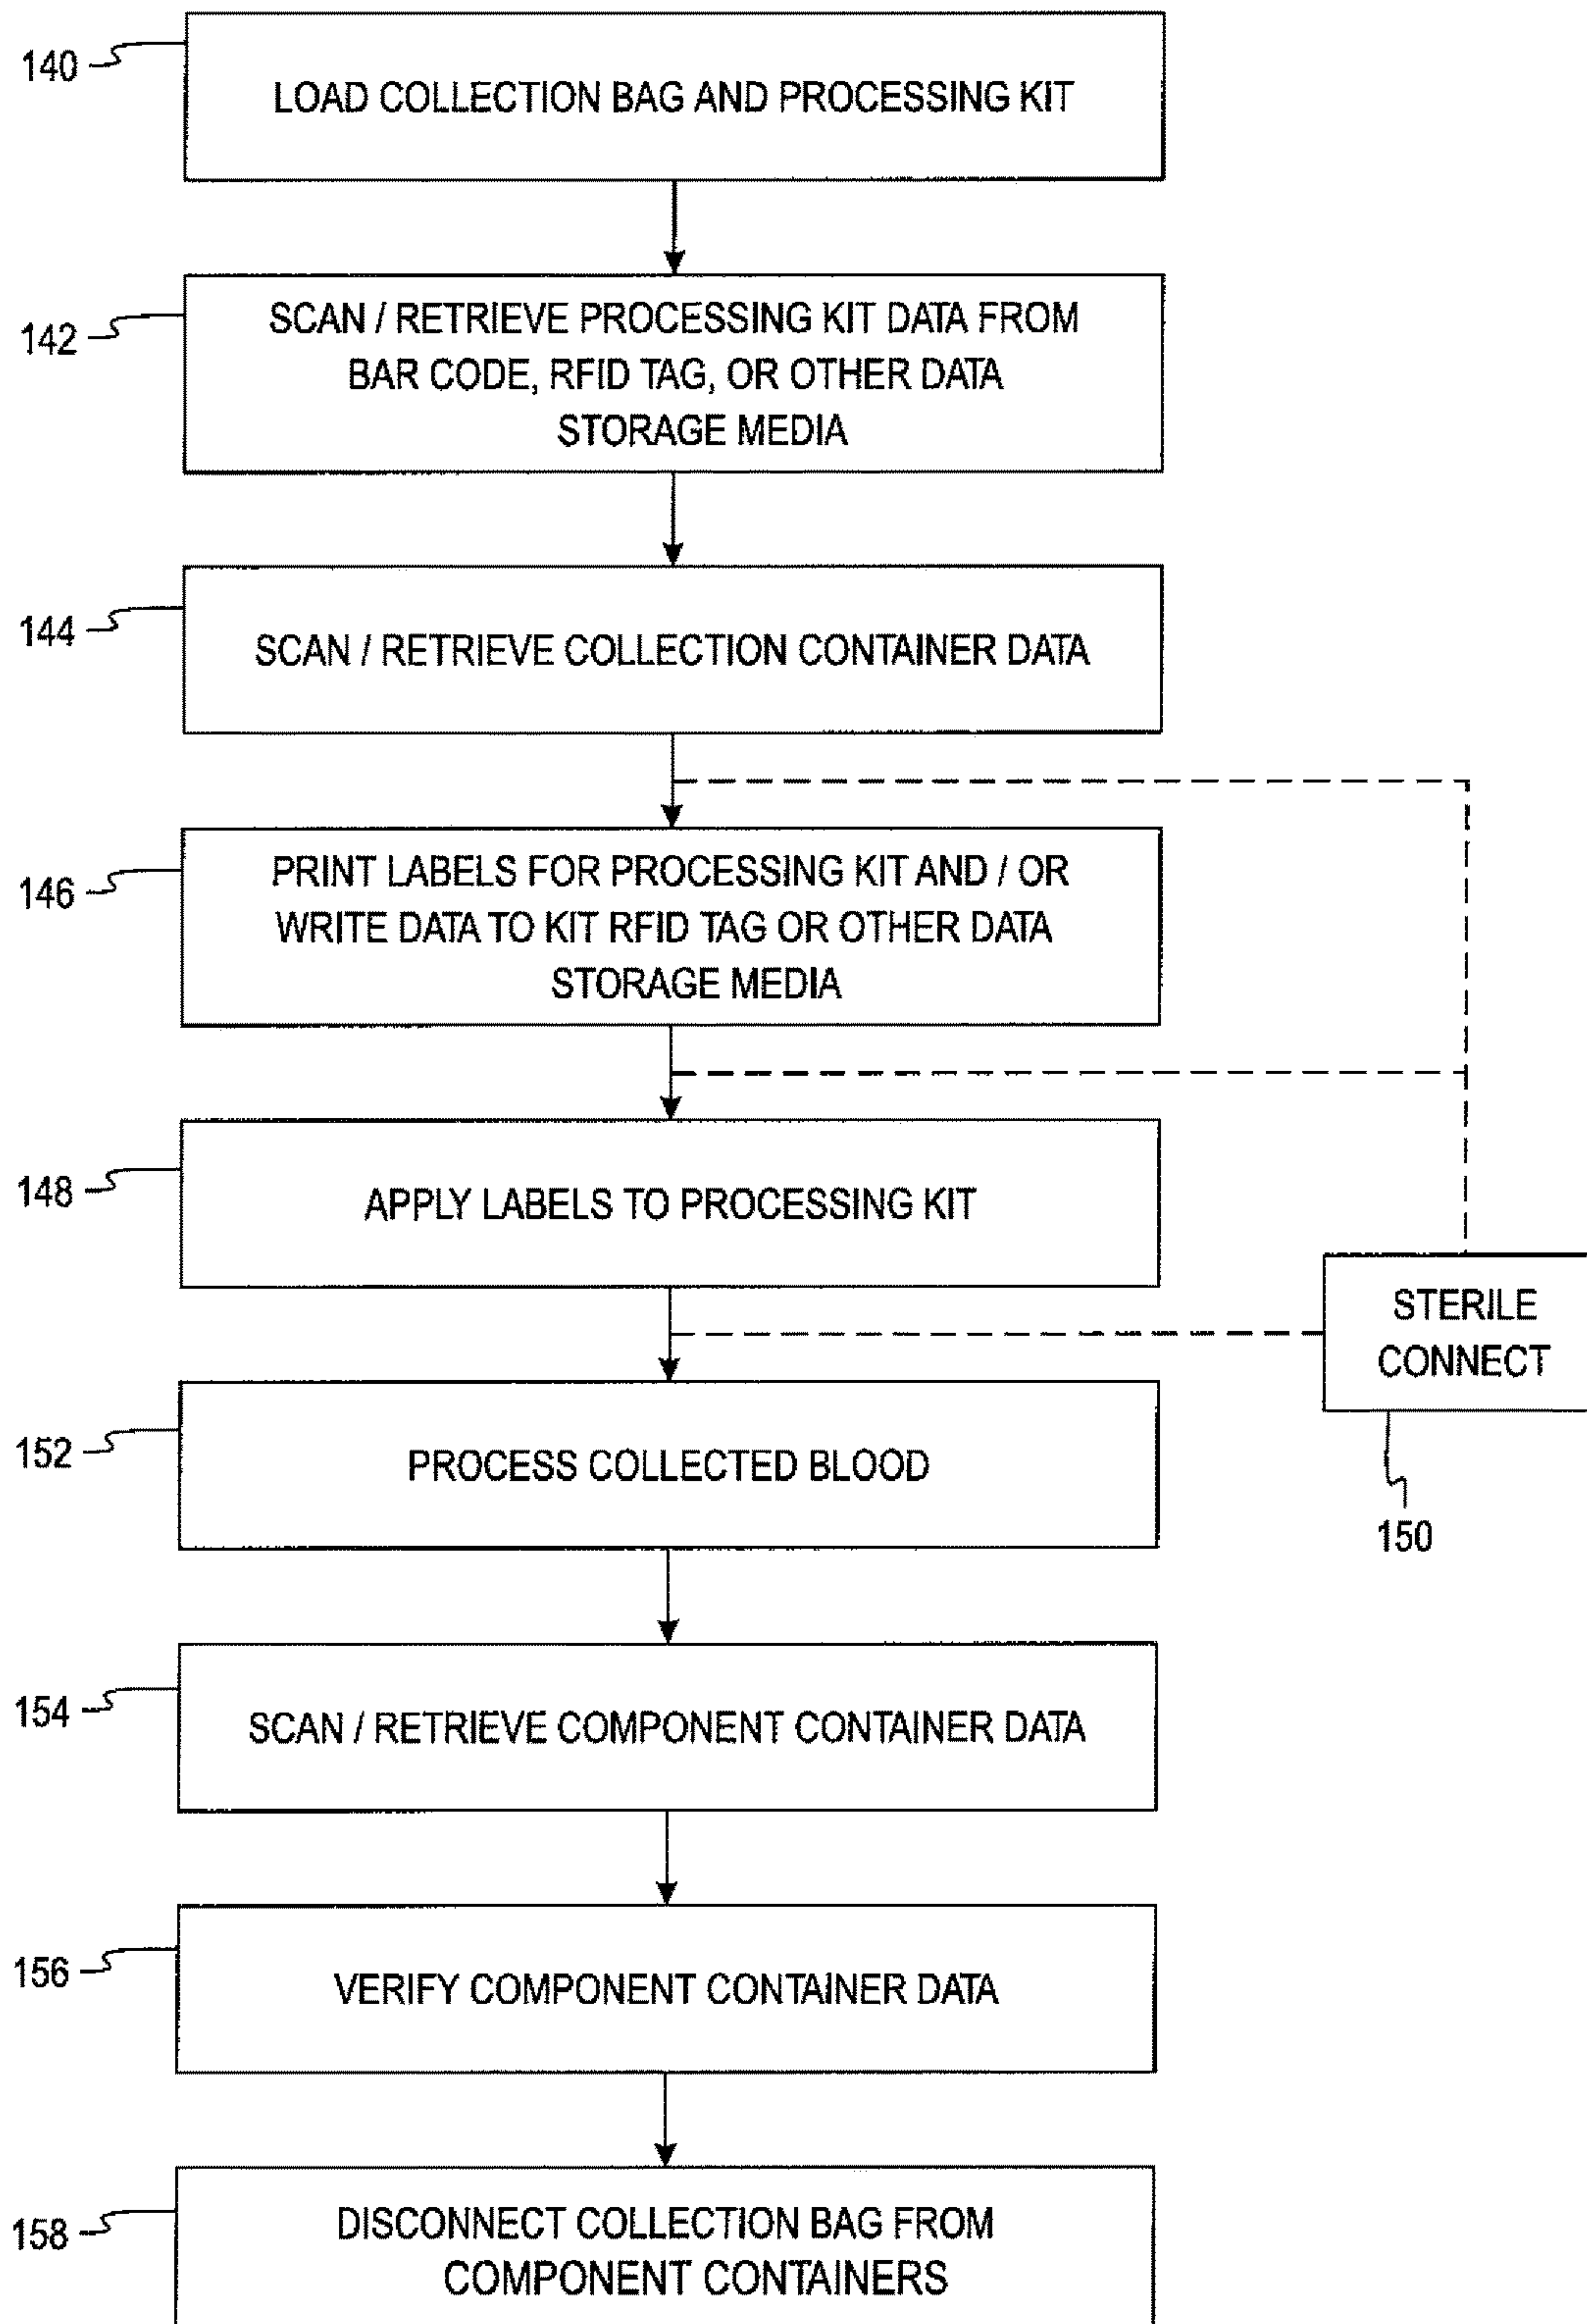 140
LOAD COLLECTION BAG AND PROCESSING KIT
142
SCAN / RETRIEVE PROCESSING KIT DATA FROM
BAR CODE, RFID TAG, OR OTHER DATA
STORAGE MEDIA
144
SCAN / RETRIEVE COLLECTION CONTAINER DATA
146
PRINT LABELS FOR PROCESSING KIT AND / OR
WRITE DATA TO KIT RFID TAG OR OTHER DATA
STORAGE MEDIA
148
APPLY LABELS TO PROCESSING KIT
STERILE
CONNECT
150
152
PROCESS COLLECTED BLOOD
154
SCAN / RETRIEVE COMPONENT CONTAINER DATA
156
VERIFY COMPONENT CONTAINER DATA
158
DISCONNECT COLLECTION BAG FROM
COMPONENT CONTAINERS